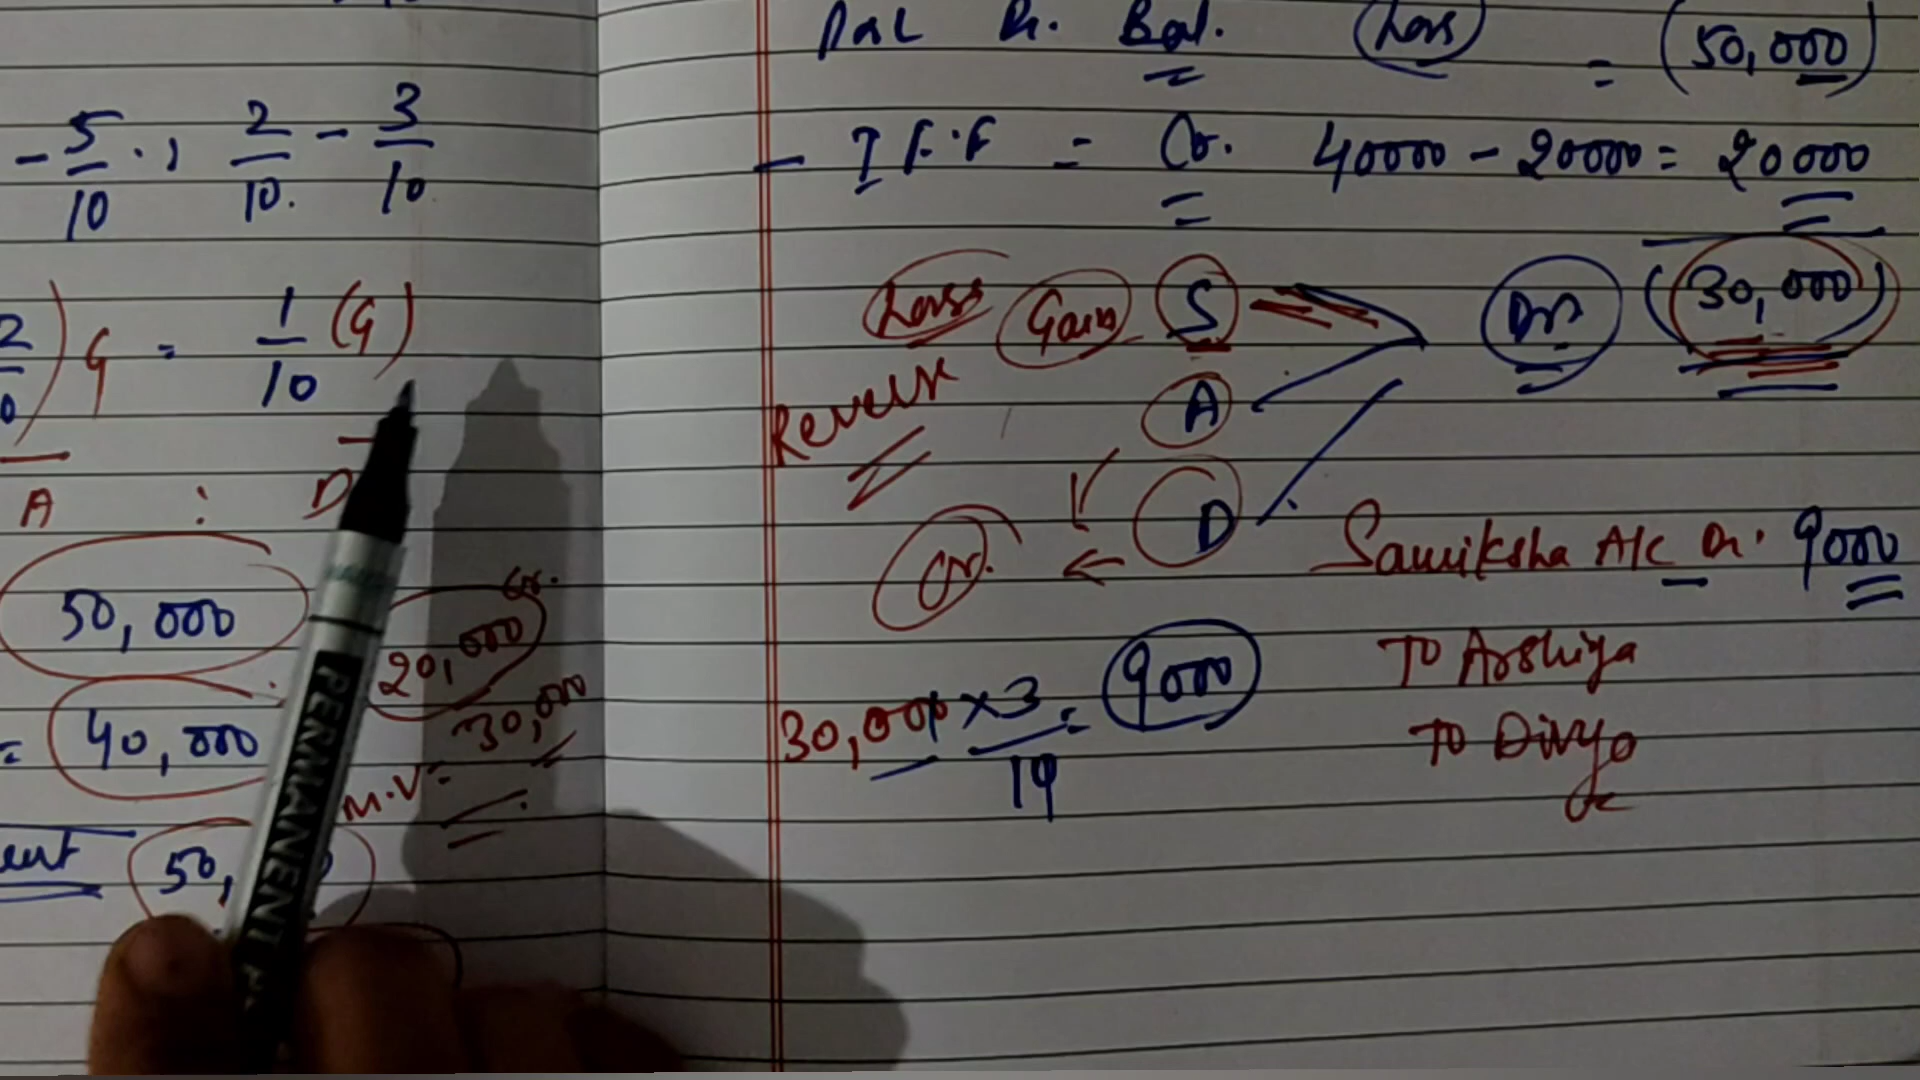 - 5/10 , 2/10 - 3/10
G = 1/10 (G)
A : D
50,000
20,000 Cr.
= 40,000
M.V = 30,000
50,
PERMANENT
P&L Dr. Bal. (Loss) = (50,000)
- I F.F = Cr. 40000 - 20000 = 20000
Loss Gain S Dr. (30,000)
Reverse
A
Cr. D
Samiksha A/C Dr. 9000
To Arshiya
To Divya
30,000 x 3/10 = 9000